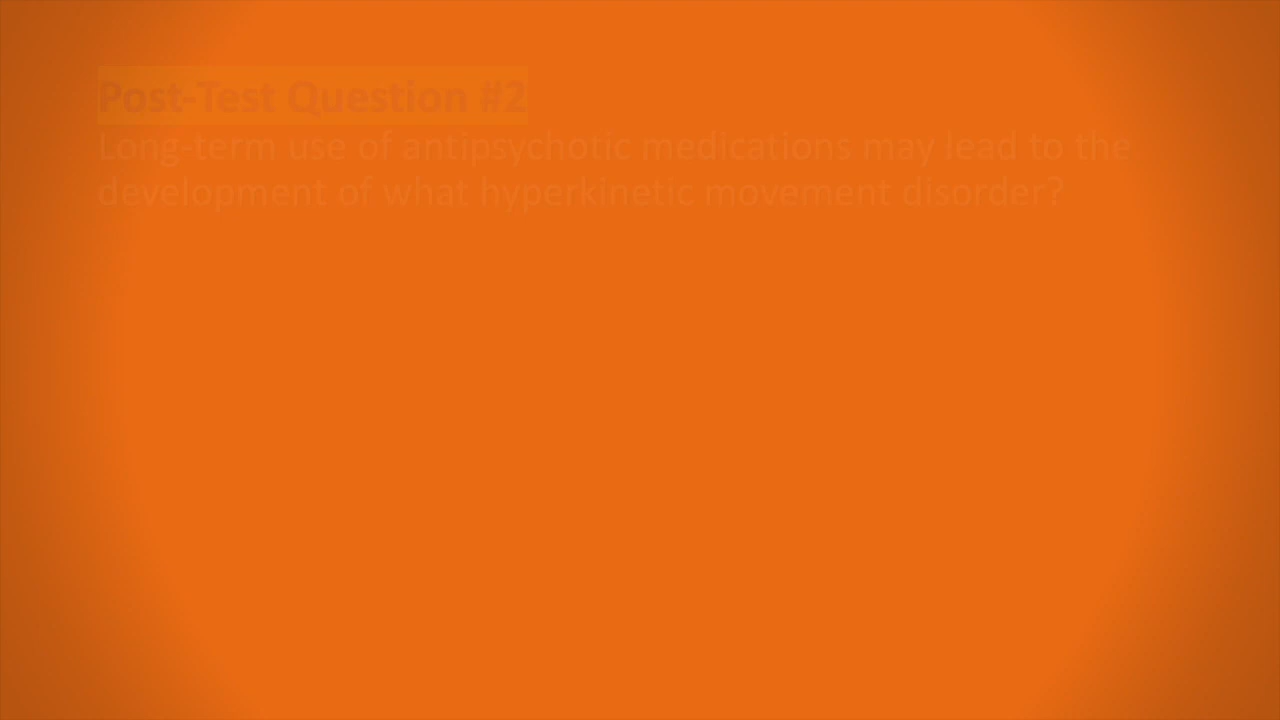 Post-Test Question #2
Long-term use of antipsychotic medications may lead to the
development of what hyperkinetic movement disorder?